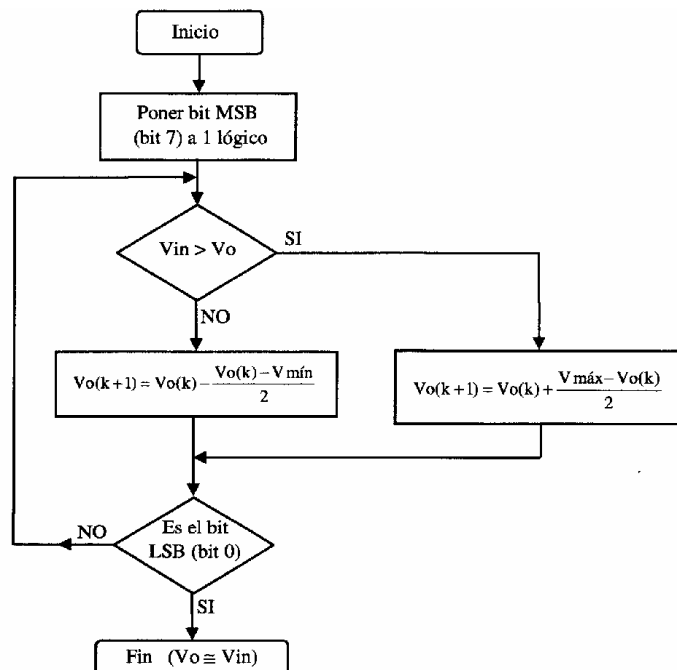 Inicio
Poner bit MSB
(bit 7) a 1 lógico
Vin > Vo
SI
NO
Vo(k+1) = Vo(k) − (Vo(k) − V mín)/2
Vo(k+1) = Vo(k) + (V máx − Vo(k))/2
NO
Es el bit
LSB (bit 0)
SI
Fin (Vo ≅ Vin)